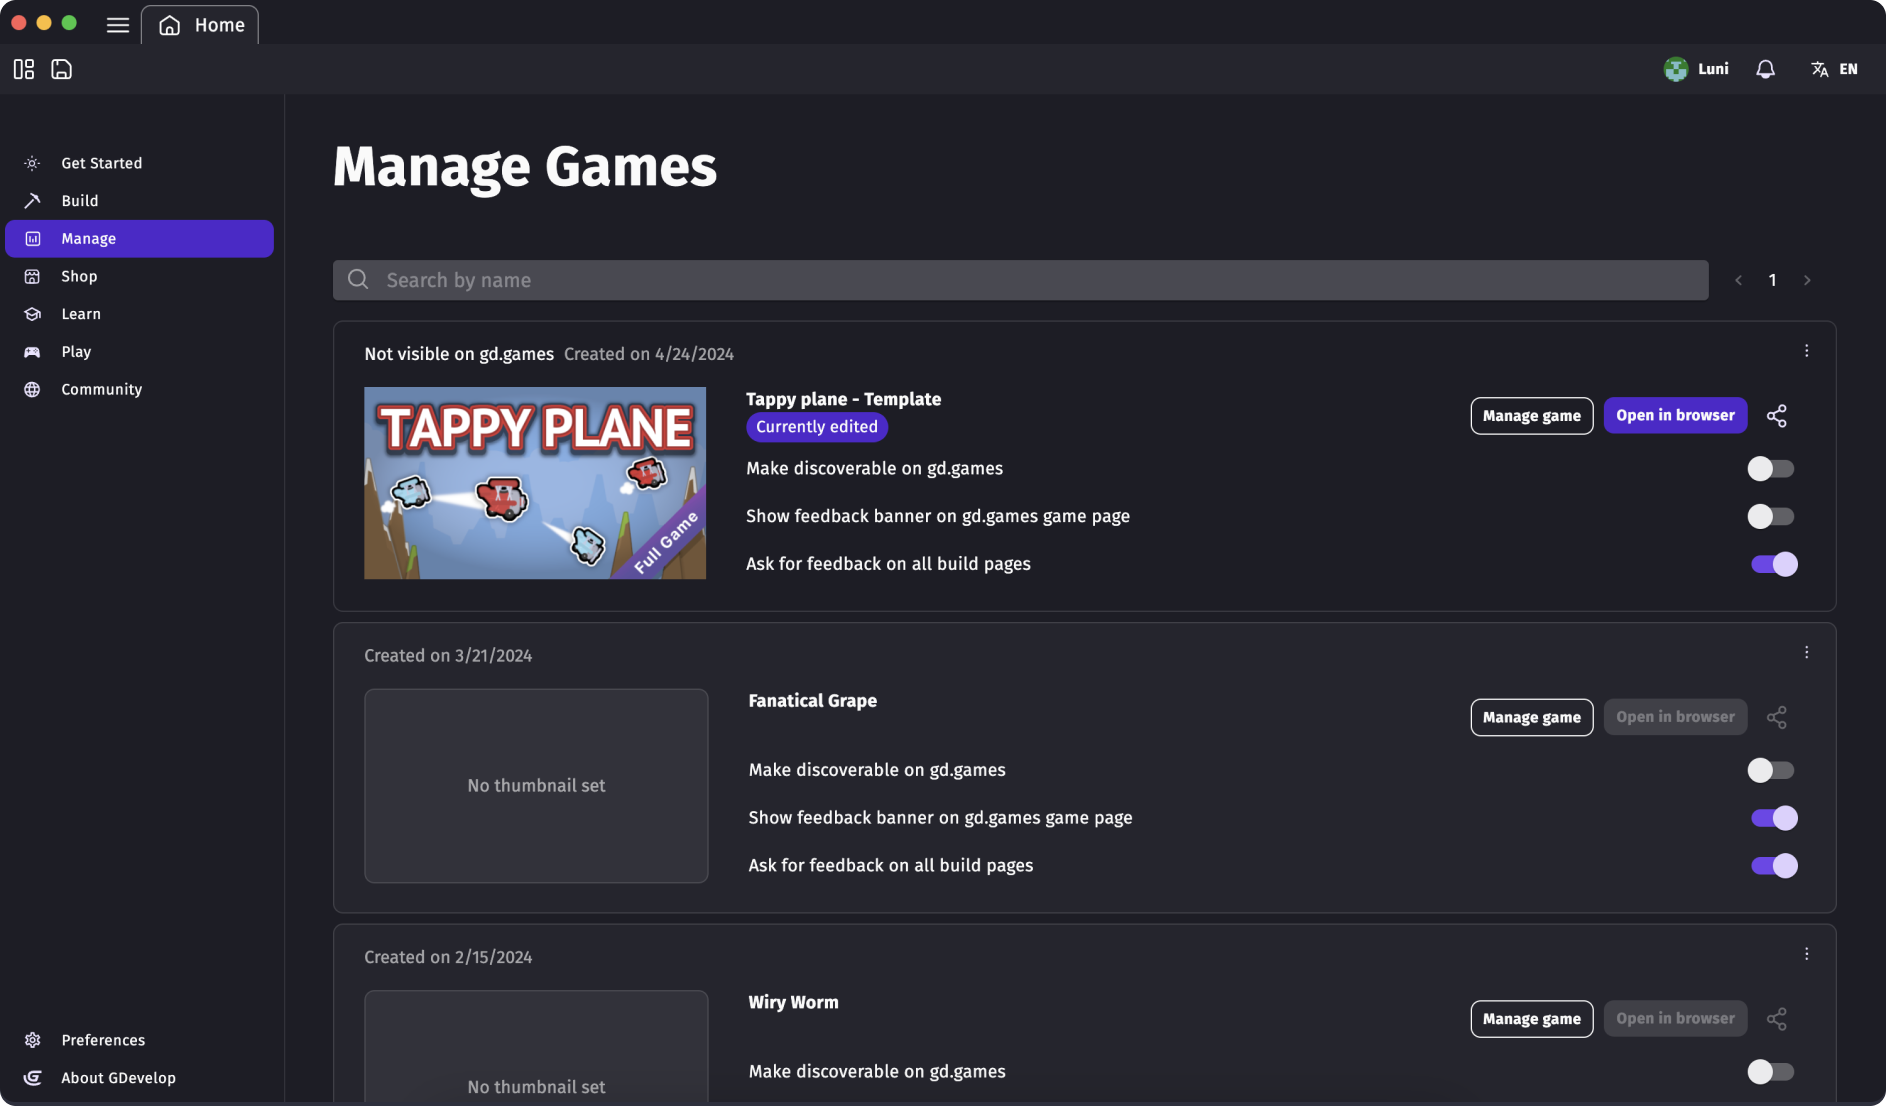 Home
Luni
EN
Get Started
Build
Manage
Shop
Learn
Play
Community
Preferences
About GDevelop
Manage Games
Search by name
1
Not visible on gd.games Created on 4/24/2024
TAPPY PLANE
Full Game
Tappy plane - Template
Currently edited
Manage game
Open in browser
Make discoverable on gd.games
Show feedback banner on gd.games game page
Ask for feedback on all build pages
Created on 3/21/2024
No thumbnail set
Fanatical Grape
Manage game
Open in browser
Make discoverable on gd.games
Show feedback banner on gd.games game page
Ask for feedback on all build pages
Created on 2/15/2024
No thumbnail set
Wiry Worm
Manage game
Open in browser
Make discoverable on gd.games